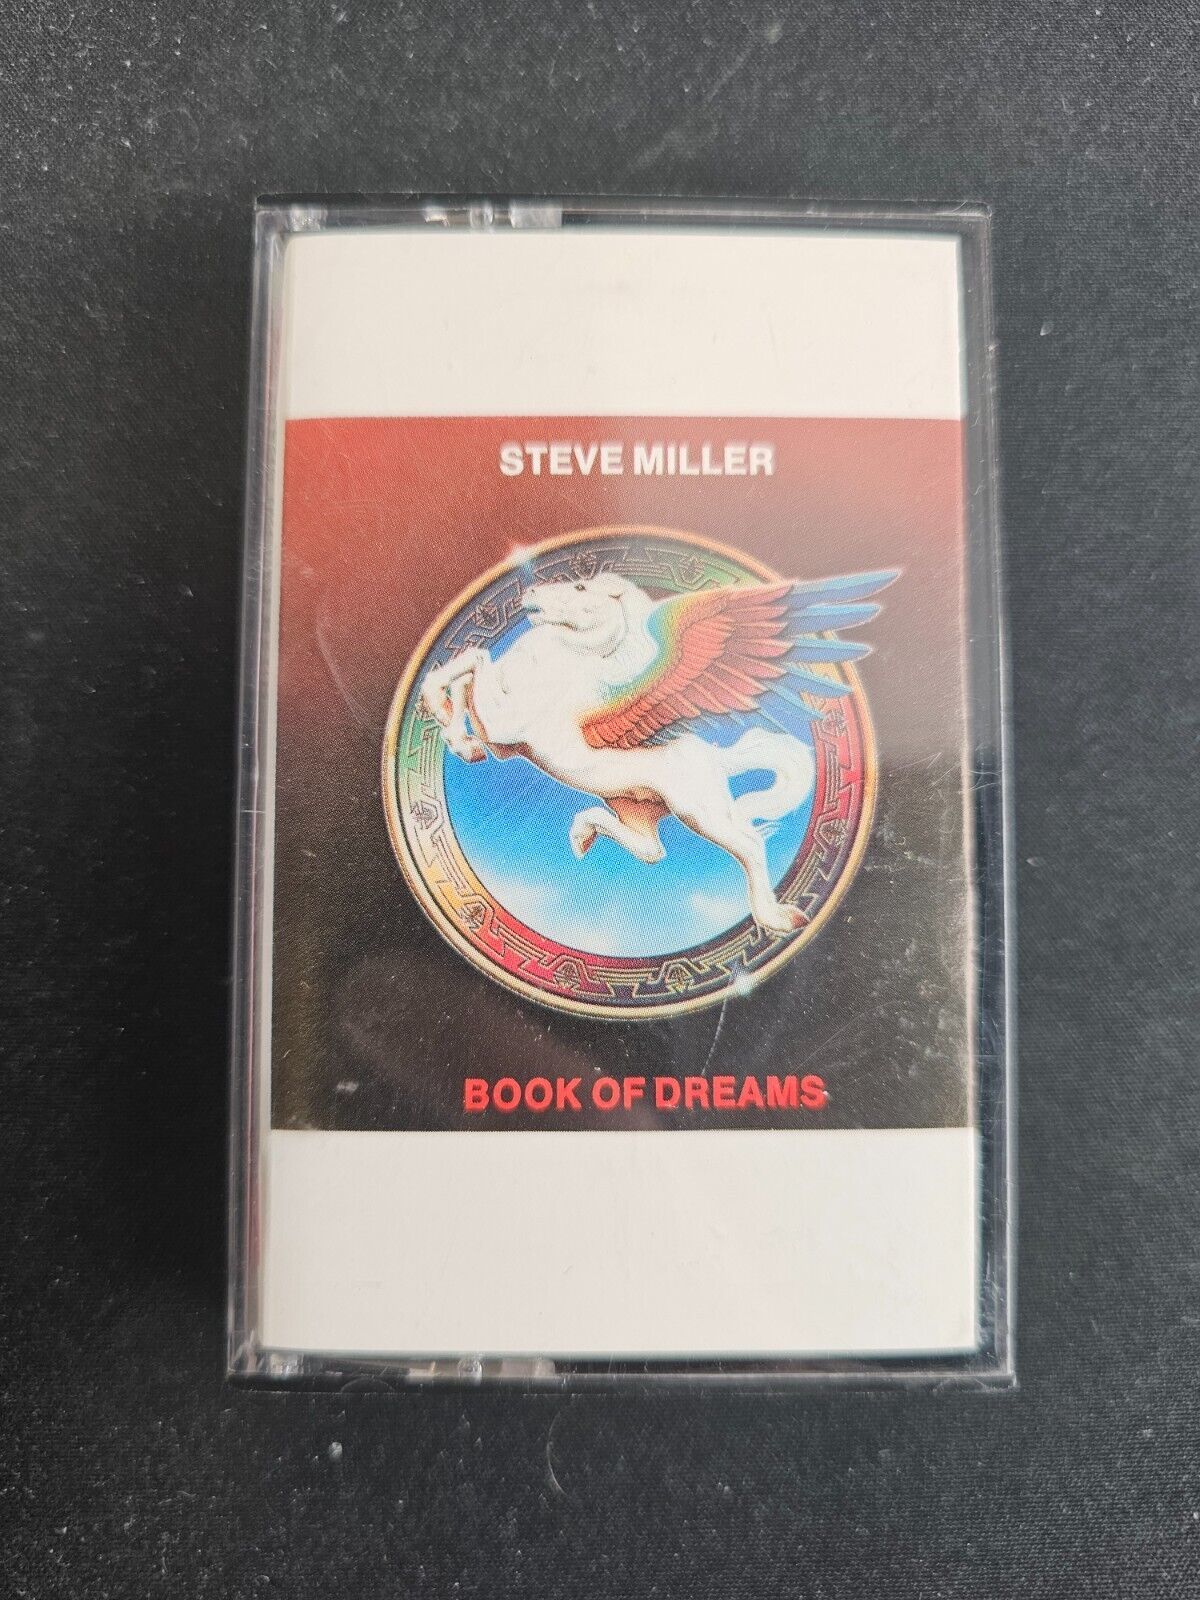 STEVE MILLER
BOOK OF DREAMS